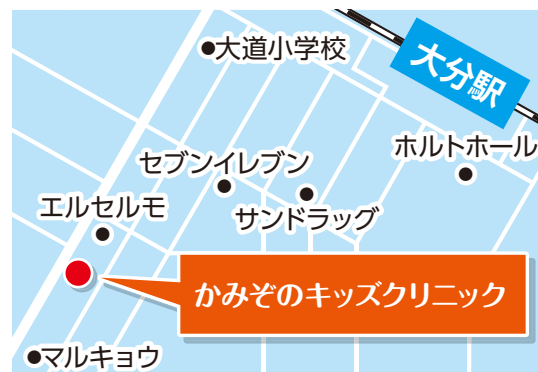 大道小学校
大分駅
ホルトホール
セブンイレブン
サンドラッグ
エルセルモ
かみぞのキッズクリニック
マルキョウ